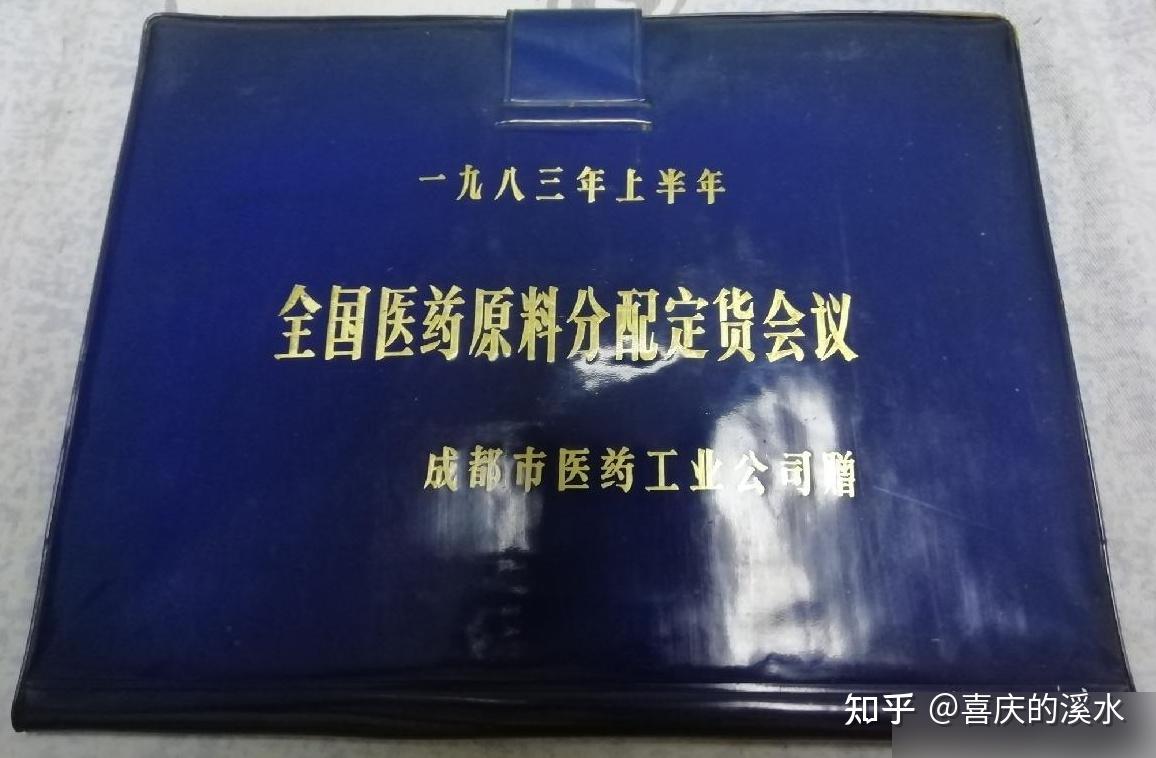 一九八三年上半年
全国医药原料分配定货会议
成都市医药工业公司赠
知乎 @喜庆的溪水